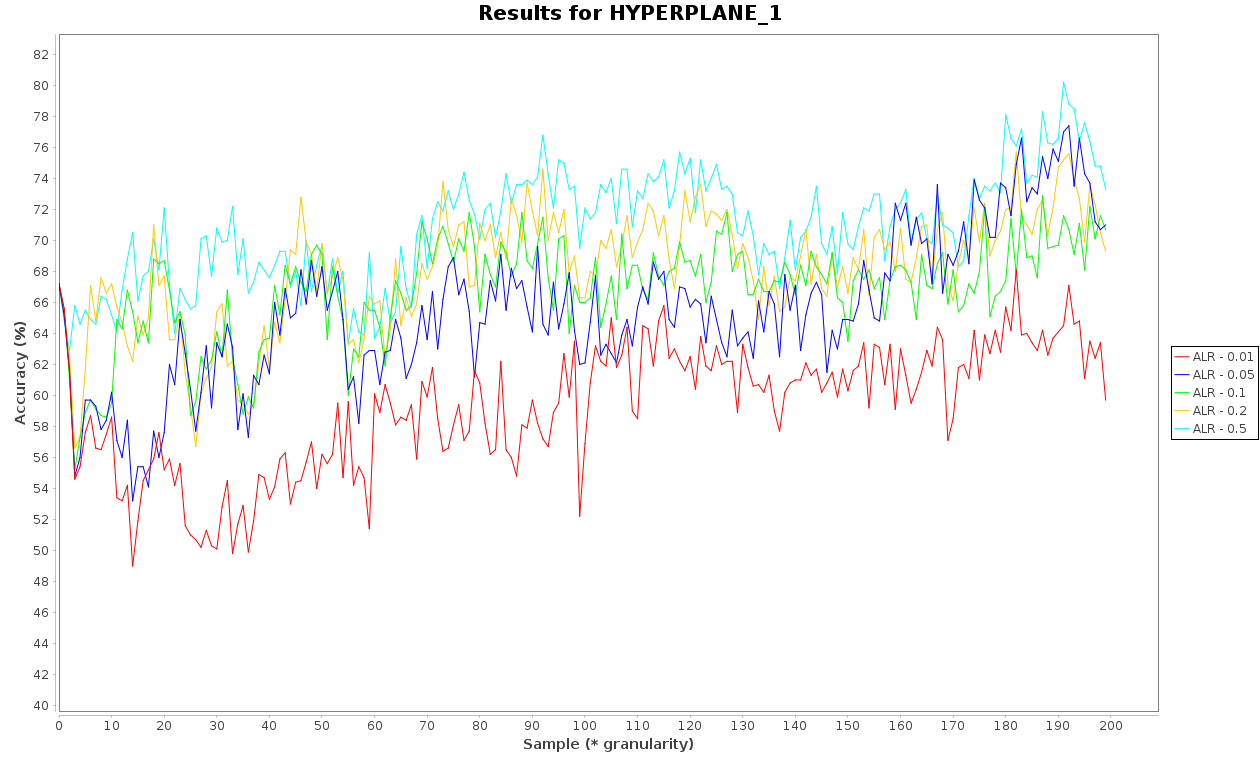 Results for HYPERPLANE_1
Accuracy (%)
82
80
78
76
74
72
70
68
66
64
62
60
58
56
54
52
50
48
46
44
42
40
0 10 20 30 40 50 60 70 80 90 100 110 120 130 140 150 160 170 180 190 200
Sample (* granularity)
ALR - 0.01
ALR - 0.05
ALR - 0.1
ALR - 0.2
ALR - 0.5